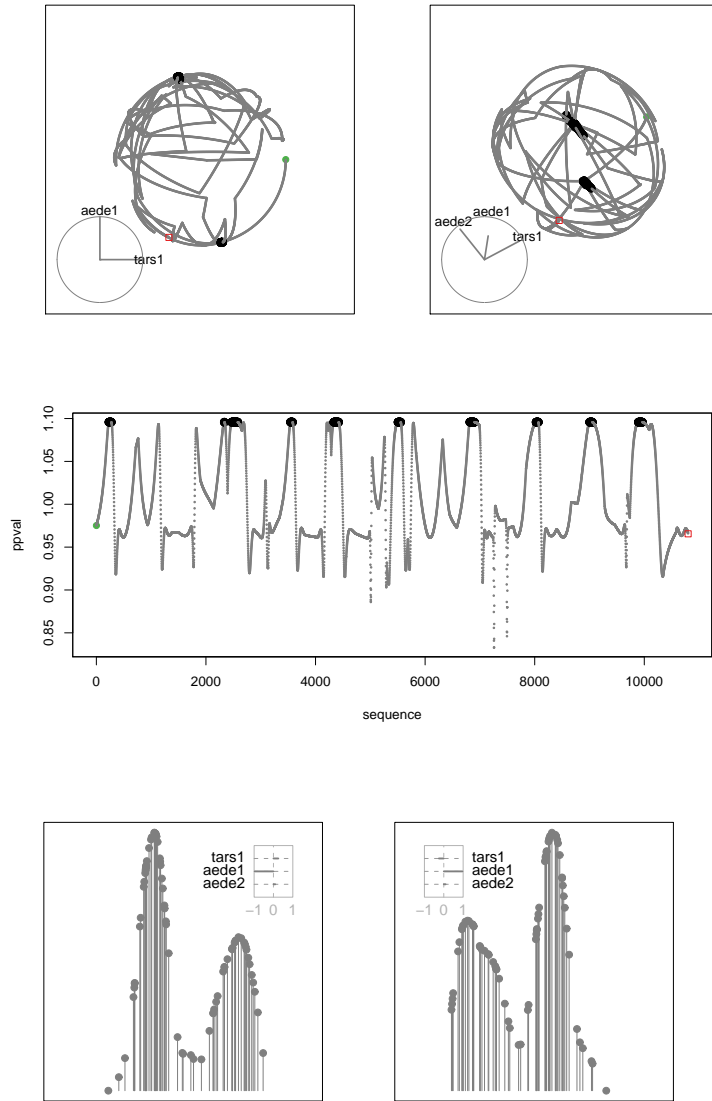 aede1
tars1
aede2
aede1
tars1
ppval
1.10
1.05
1.00
0.95
0.90
0.85
0 2000 4000 6000 8000 10000
sequence
tars1
aede1
aede2
−1 0 1
tars1
aede1
aede2
−1 0 1